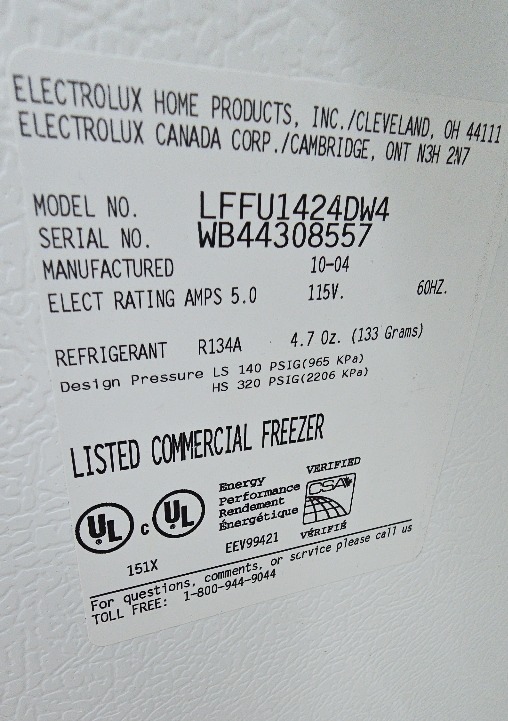 ELECTROLUX HOME PRODUCTS, INC./CLEVELAND, OH 44111
ELECTROLUX CANADA CORP./CAMBRIDGE, ONT N3H 2N7
MODEL NO. LFFU1424DW4
SERIAL NO. WB44308557
MANUFACTURED 10-04
ELECT RATING AMPS 5.0 115V. 60HZ.
REFRIGERANT R134A 4.7 Oz. (133 Grams)
Design Pressure LS 140 PSIG(965 KPa)
HS 320 PSIG(2206 KPa)
LISTED COMMERCIAL FREEZER
UL c UL
151X
Energy
Performance
Rendement
Énergétique
EEV99421
VERIFIED
CSA
VÉRIFIÉ
For questions, comments, or service please call us
TOLL FREE: 1-800-944-9044